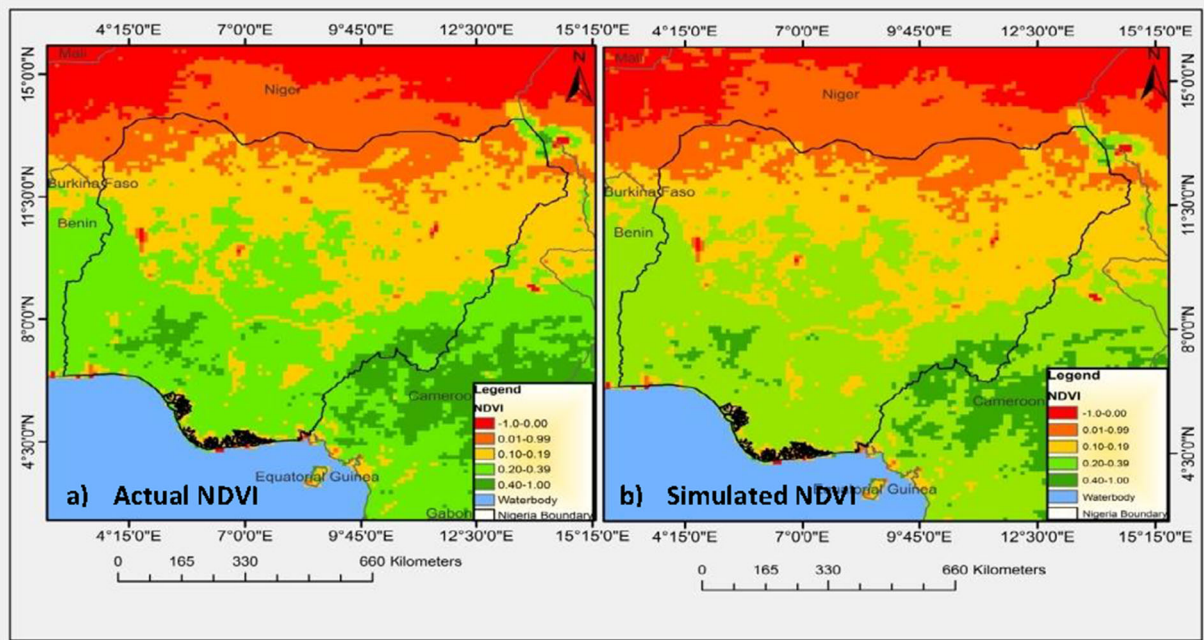 4°15'0"E 7°0'0"E 9°45'0"E 12°30'0"E 15°15'0"E
4°15'0"E 7°0'0"E 9°45'0"E 12°30'0"E 15°15'0"E
15°0'0"N
11°30'0"N
8°0'0"N
4°30'0"N
Mali
Niger
N
Burkina Faso
Benin
Cameroon
Equatorial Guinea
Gabon
Legend
NDVI
-1.0-0.00
0.01-0.99
0.10-0.19
0.20-0.39
0.40-1.00
Waterbody
Nigeria Boundary
a) Actual NDVI
4°15'0"E 7°0'0"E 9°45'0"E 12°30'0"E 15°15'0"E
0 165 330 660 Kilometers
Mali
Niger
N
Burkina Faso
Benin
Cameroon
Equatorial Guinea
Legend
NDVI
-1.0-0.00
0.01-0.99
0.10-0.19
0.20-0.39
0.40-1.00
Waterbody
Nigeria Boundary
b) Simulated NDVI
15°0'0"N
11°30'0"N
8°0'0"N
4°30'0"N
4°15'0"E 7°0'0"E 9°45'0"E 12°30'0"E 15°15'0"E
0 165 330 660 Kilometers